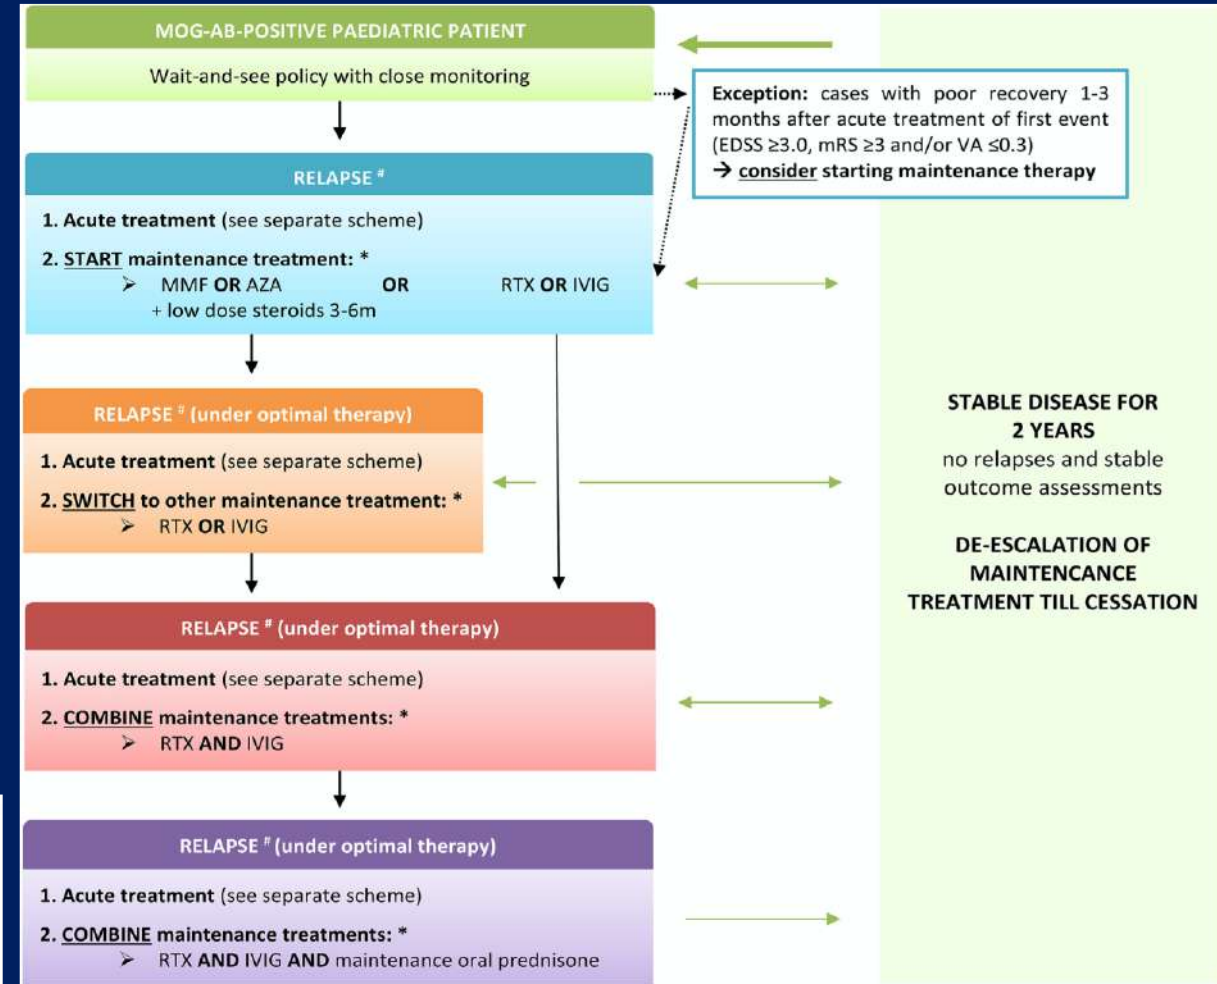 MOG-AB-POSITIVE PAEDIATRIC PATIENT
Wait-and-see policy with close monitoring
Exception: cases with poor recovery 1-3
months after acute treatment of first event
(EDSS ≥3.0, mRS ≥3 and/or VA ≤0.3)
→ consider starting maintenance therapy
RELAPSE #
1. Acute treatment (see separate scheme)
2. START maintenance treatment: *
➢ MMF OR AZA OR RTX OR IVIG
+ low dose steroids 3-6m
RELAPSE # (under optimal therapy)
1. Acute treatment (see separate scheme)
2. SWITCH to other maintenance treatment: *
➢ RTX OR IVIG
RELAPSE # (under optimal therapy)
1. Acute treatment (see separate scheme)
2. COMBINE maintenance treatments: *
➢ RTX AND IVIG
RELAPSE # (under optimal therapy)
1. Acute treatment (see separate scheme)
2. COMBINE maintenance treatments: *
➢ RTX AND IVIG AND maintenance oral prednisone
STABLE DISEASE FOR
2 YEARS
no relapses and stable
outcome assessments
DE-ESCALATION OF
MAINTENCANCE
TREATMENT TILL CESSATION